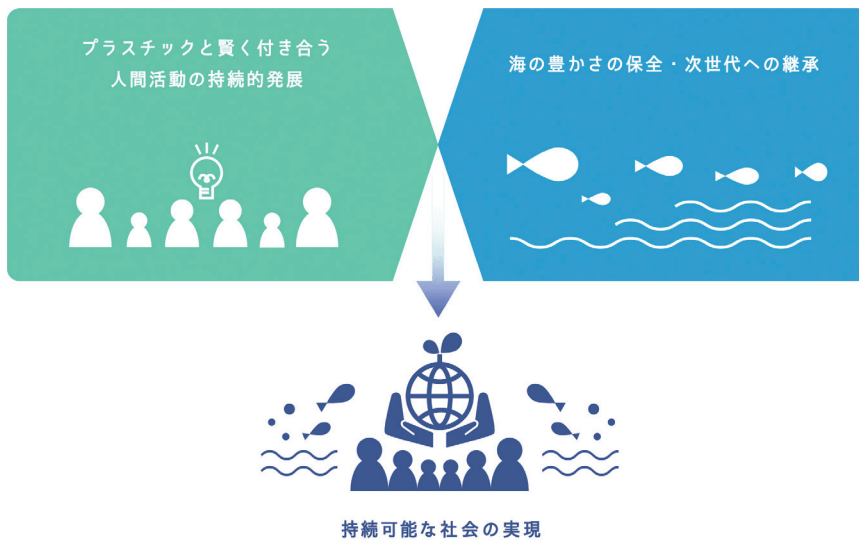 プラスチックと賢く付き合う
人間活動の持続的発展
海の豊かさの保全・次世代への継承
持続可能な社会の実現